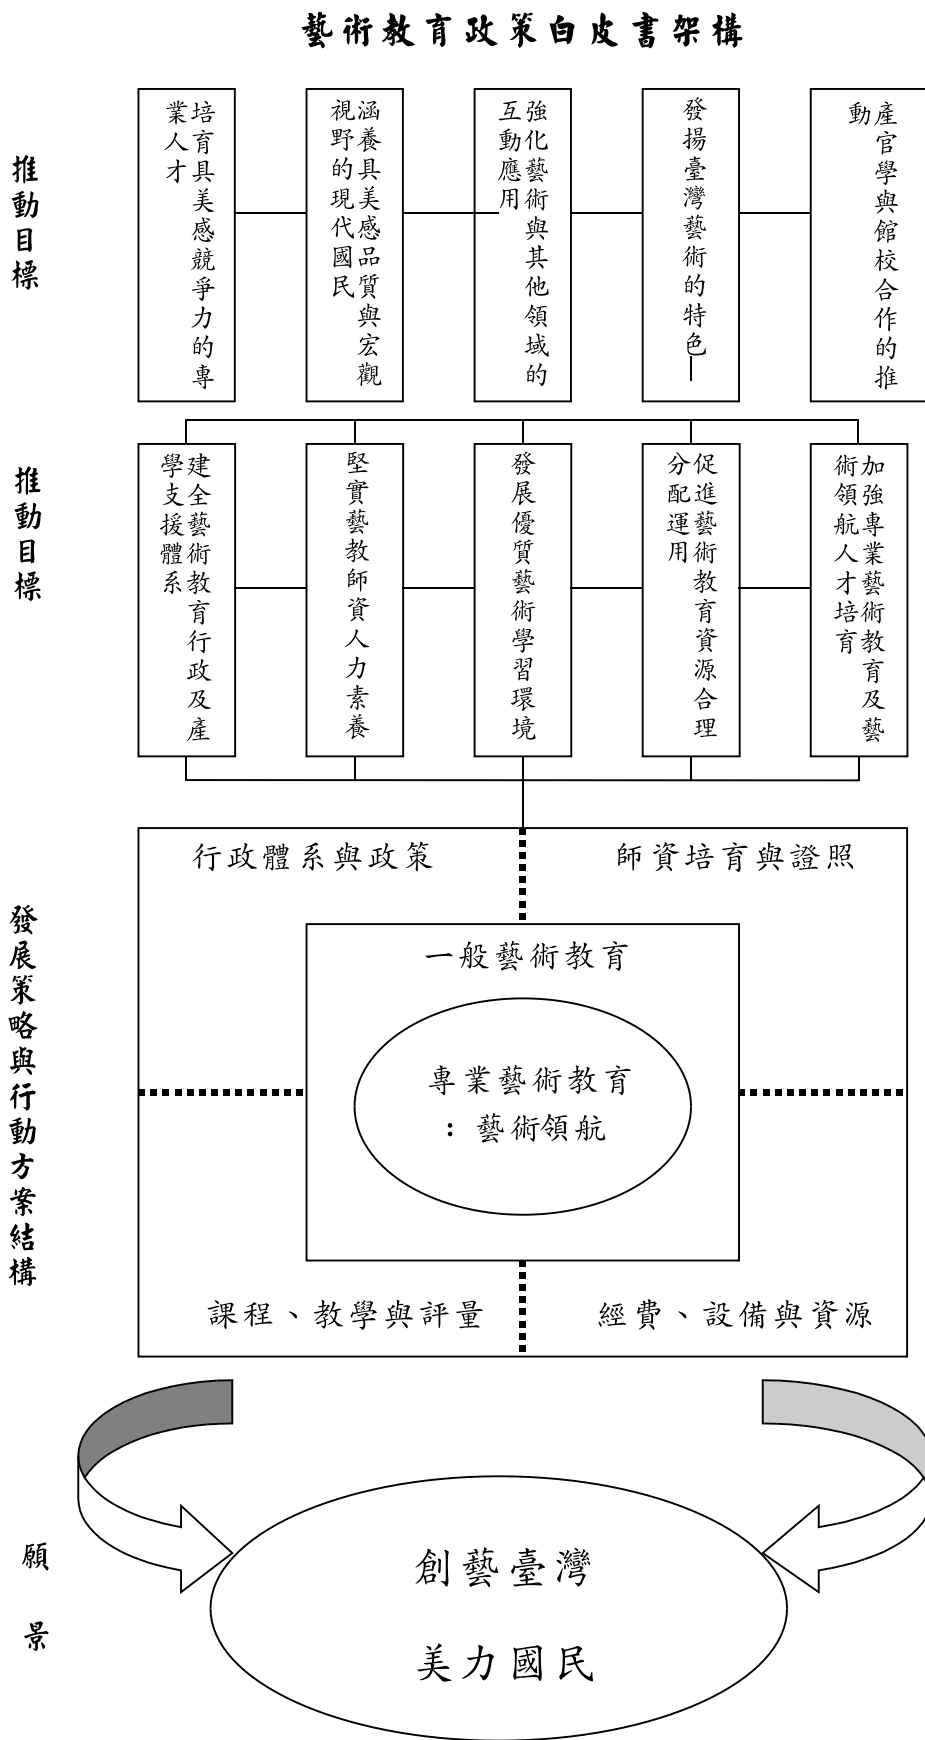 藝術教育政策白皮書架構
推動目標
培育具美感競爭力的專
業人才
涵養具美感品質與宏觀
視野的現代國民
強化藝術與其他領域的
互動應用
發揚臺灣藝術的特色
產官學與館校合作的推
動
推動目標
建全藝術教育行政及產
學支援體系
堅實藝教師資人力素養
發展優質藝術學習環境
促進藝術教育資源合理
分配運用
加強專業藝術教育及藝
術領航人才培育
發展策略與行動方案結構
行政體系與政策
師資培育與證照
一般藝術教育
專業藝術教育
：藝術領航
課程、教學與評量
經費、設備與資源
願景
創藝臺灣
美力國民